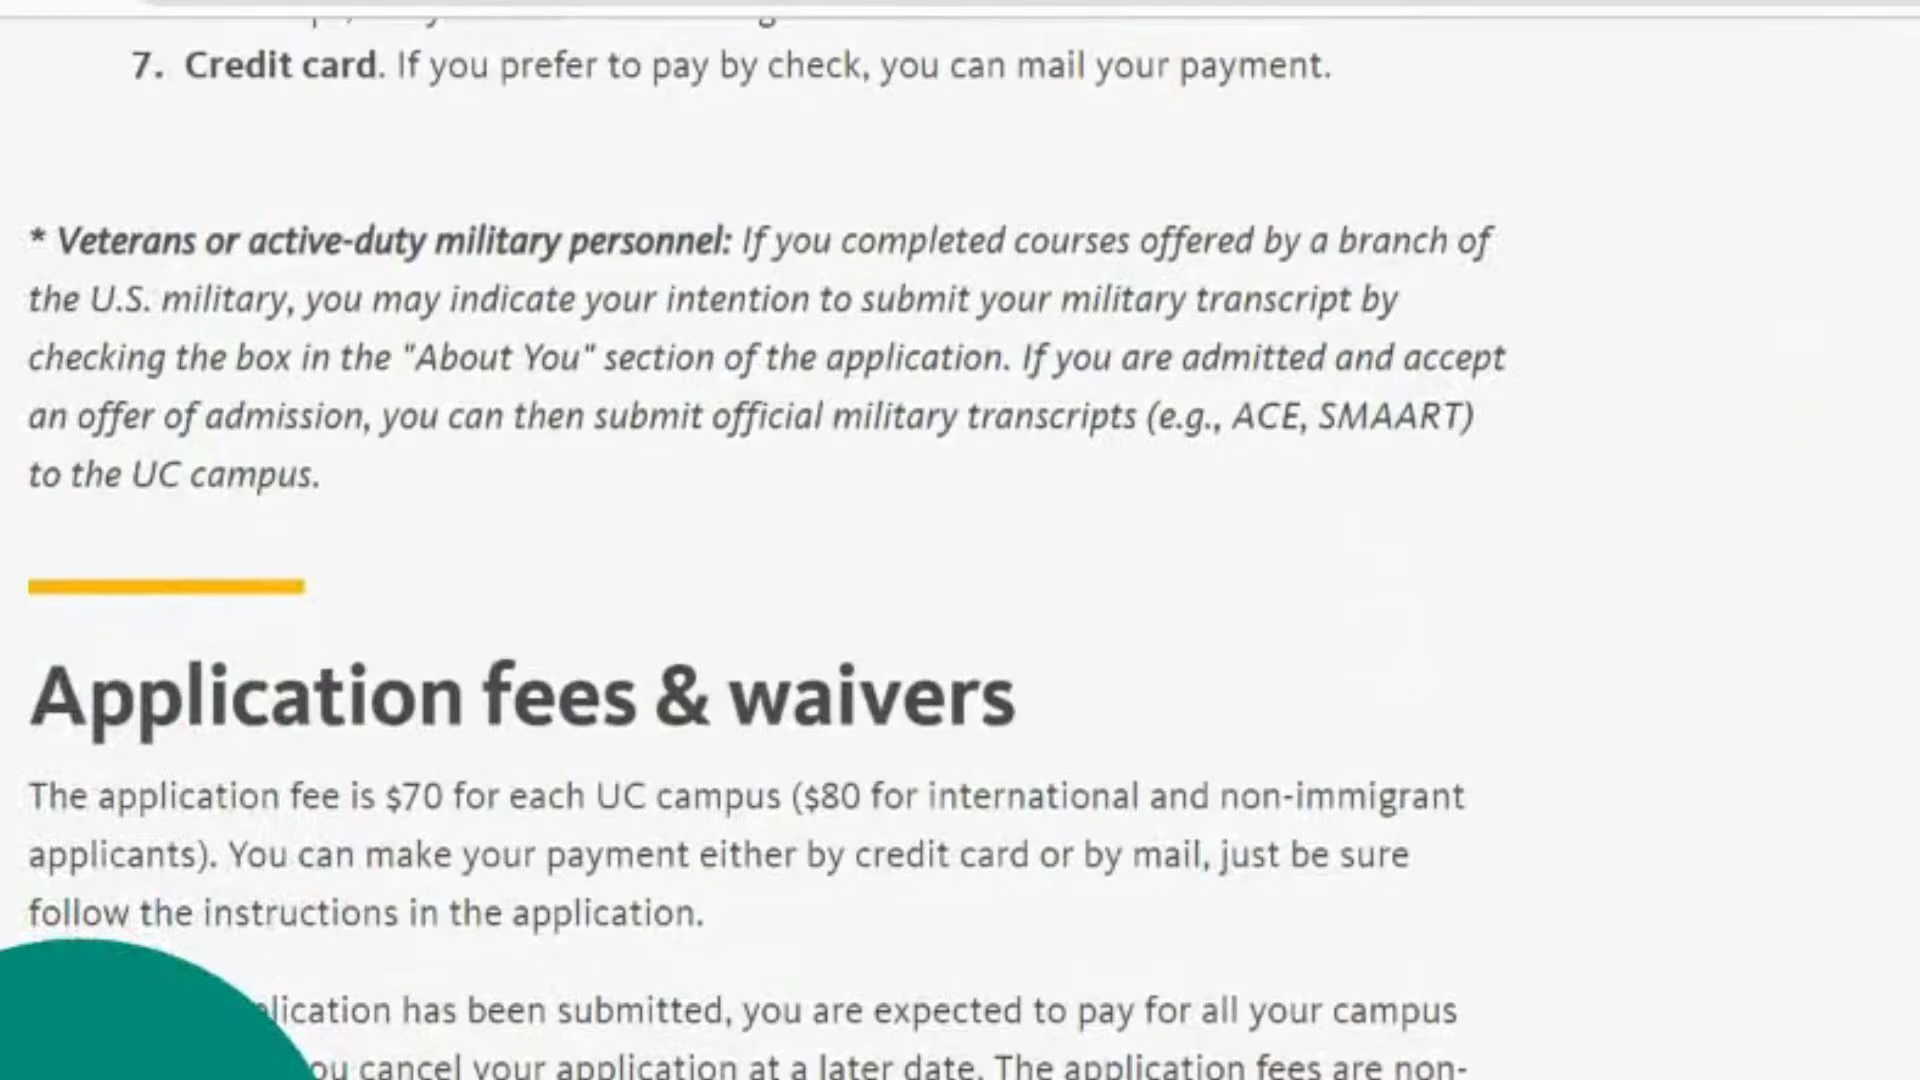 7. Credit card. If you prefer to pay by check, you can mail your payment.
* Veterans or active-duty military personnel: If you completed courses offered by a branch of
the U.S. military, you may indicate your intention to submit your military transcript by
checking the box in the "About You" section of the application. If you are admitted and accept
an offer of admission, you can then submit official military transcripts (e.g., ACE, SMAART)
to the UC campus.
Application fees & waivers
The application fee is $70 for each UC campus ($80 for international and non-immigrant
applicants). You can make your payment either by credit card or by mail, just be sure
follow the instructions in the application.
has been submitted, you are expected to pay for all your campus
cancel your application at a later date. The application fees are non-